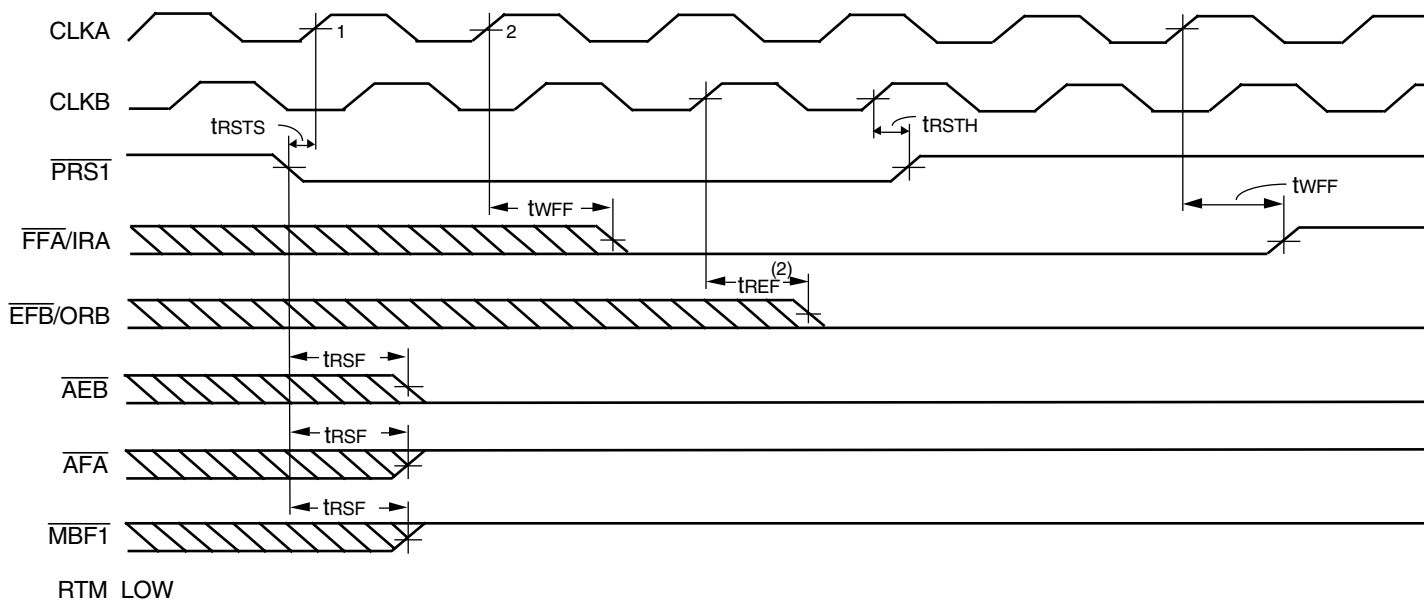 CLKA
1
2
CLKB
tRSTS
tRSTH
PRS1
tWFF
tWFF
FFA/IRA
tREF(2)
EFB/ORB
tRSF
AEB
tRSF
AFA
tRSF
MBF1
RTM LOW